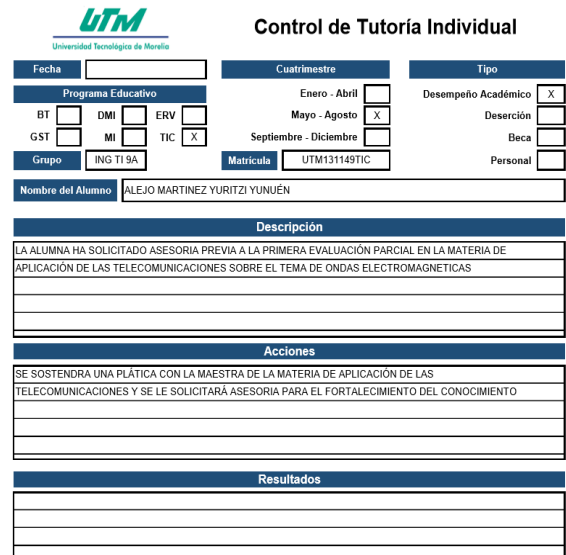 UTM
Universidad Tecnológica de Morelia
Control de Tutoría Individual
Fecha
Cuatrimestre
Tipo
Programa Educativo
Enero - Abril
Desempeño Académico X
BT DMI ERV
Mayo - Agosto X
Deserción
GST MI TIC X
Septiembre - Diciembre
Beca
Grupo ING TI 9A
Matrícula UTM131149TIC
Personal
Nombre del Alumno ALEJO MARTINEZ YURITZI YUNUÉN
Descripción
LA ALUMNA HA SOLICITADO ASESORIA PREVIA A LA PRIMERA EVALUACIÓN PARCIAL EN LA MATERIA DE
APLICACIÓN DE LAS TELECOMUNICACIONES SOBRE EL TEMA DE ONDAS ELECTROMAGNETICAS
Acciones
SE SOSTENDRA UNA PLÁTICA CON LA MAESTRA DE LA MATERIA DE APLICACIÓN DE LAS
TELECOMUNICACIONES Y SE LE SOLICITARÁ ASESORIA PARA EL FORTALECIMIENTO DEL CONOCIMIENTO
Resultados